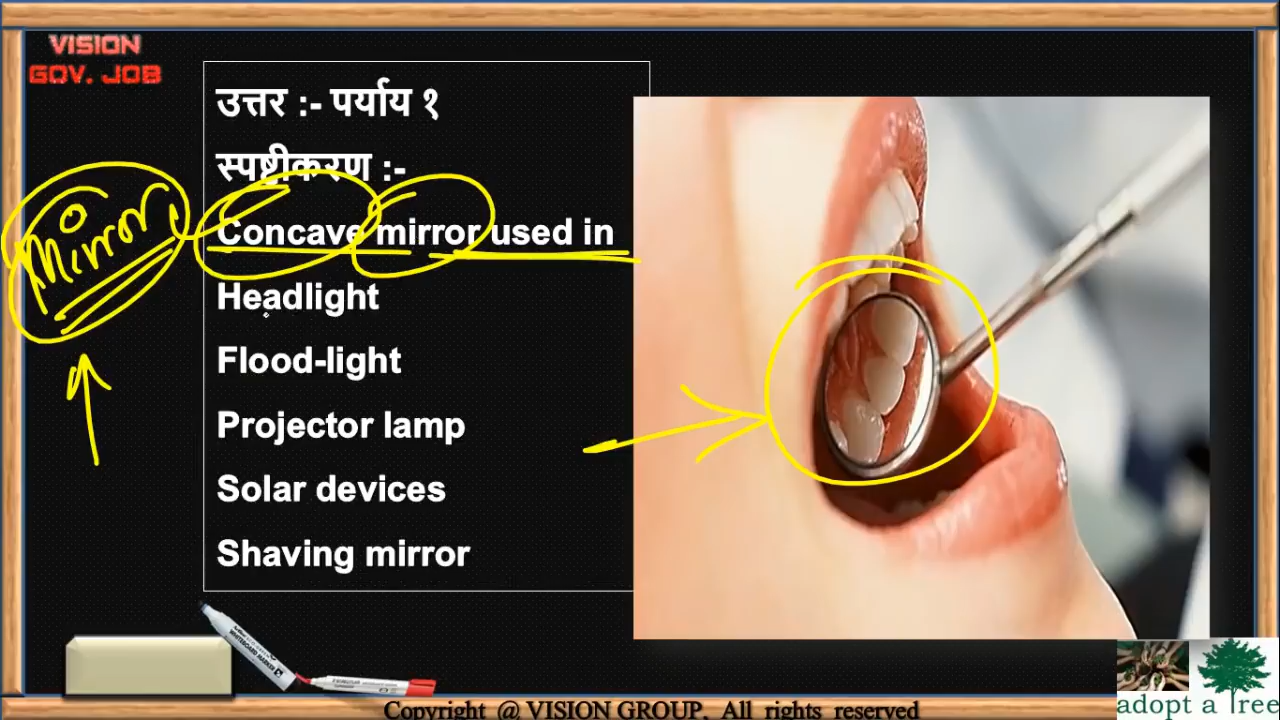 VISION
GOV. JOB
उत्तर :- पर्याय १
स्पष्टीकरण :-
Mirror
Concave mirror used in
Headlight
Flood-light
Projector lamp
Solar devices
Shaving mirror
adopt a Tree
Copyright @ VISION GROUP, All rights reserved